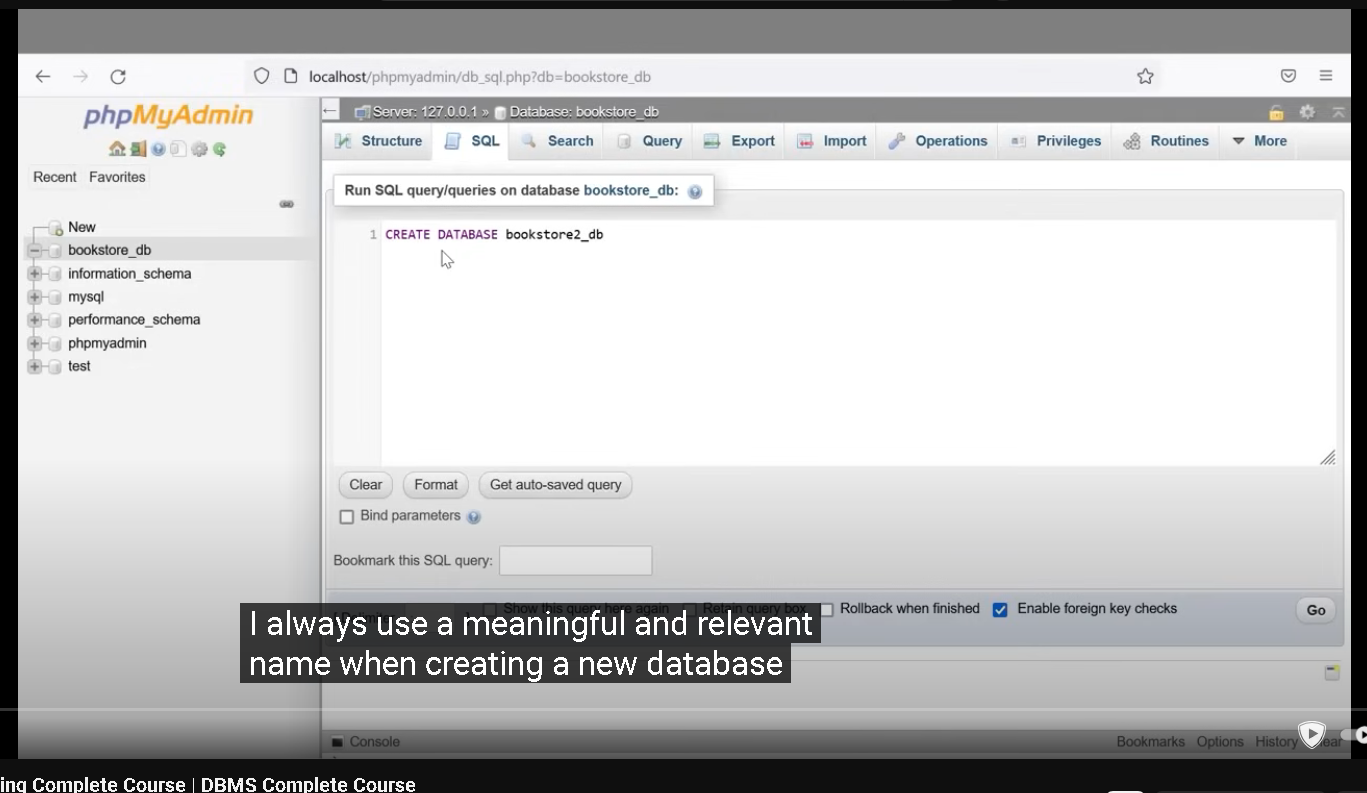 localhost/phpmyadmin/db_sql.php?db=bookstore_db
phpMyAdmin
Server: 127.0.0.1 » Database: bookstore_db
Structure SQL Search Query Export Import Operations Privileges Routines More
Recent Favorites
Run SQL query/queries on database bookstore_db:
New
bookstore_db
information_schema
mysql
performance_schema
phpmyadmin
test
1 CREATE DATABASE bookstore2_db
Clear Format Get auto-saved query
Bind parameters
Bookmark this SQL query:
Show this query here again Retain query box Rollback when finished Enable foreign key checks Go
I always use a meaningful and relevant
name when creating a new database
Console Bookmarks Options History
ing Complete Course | DBMS Complete Course